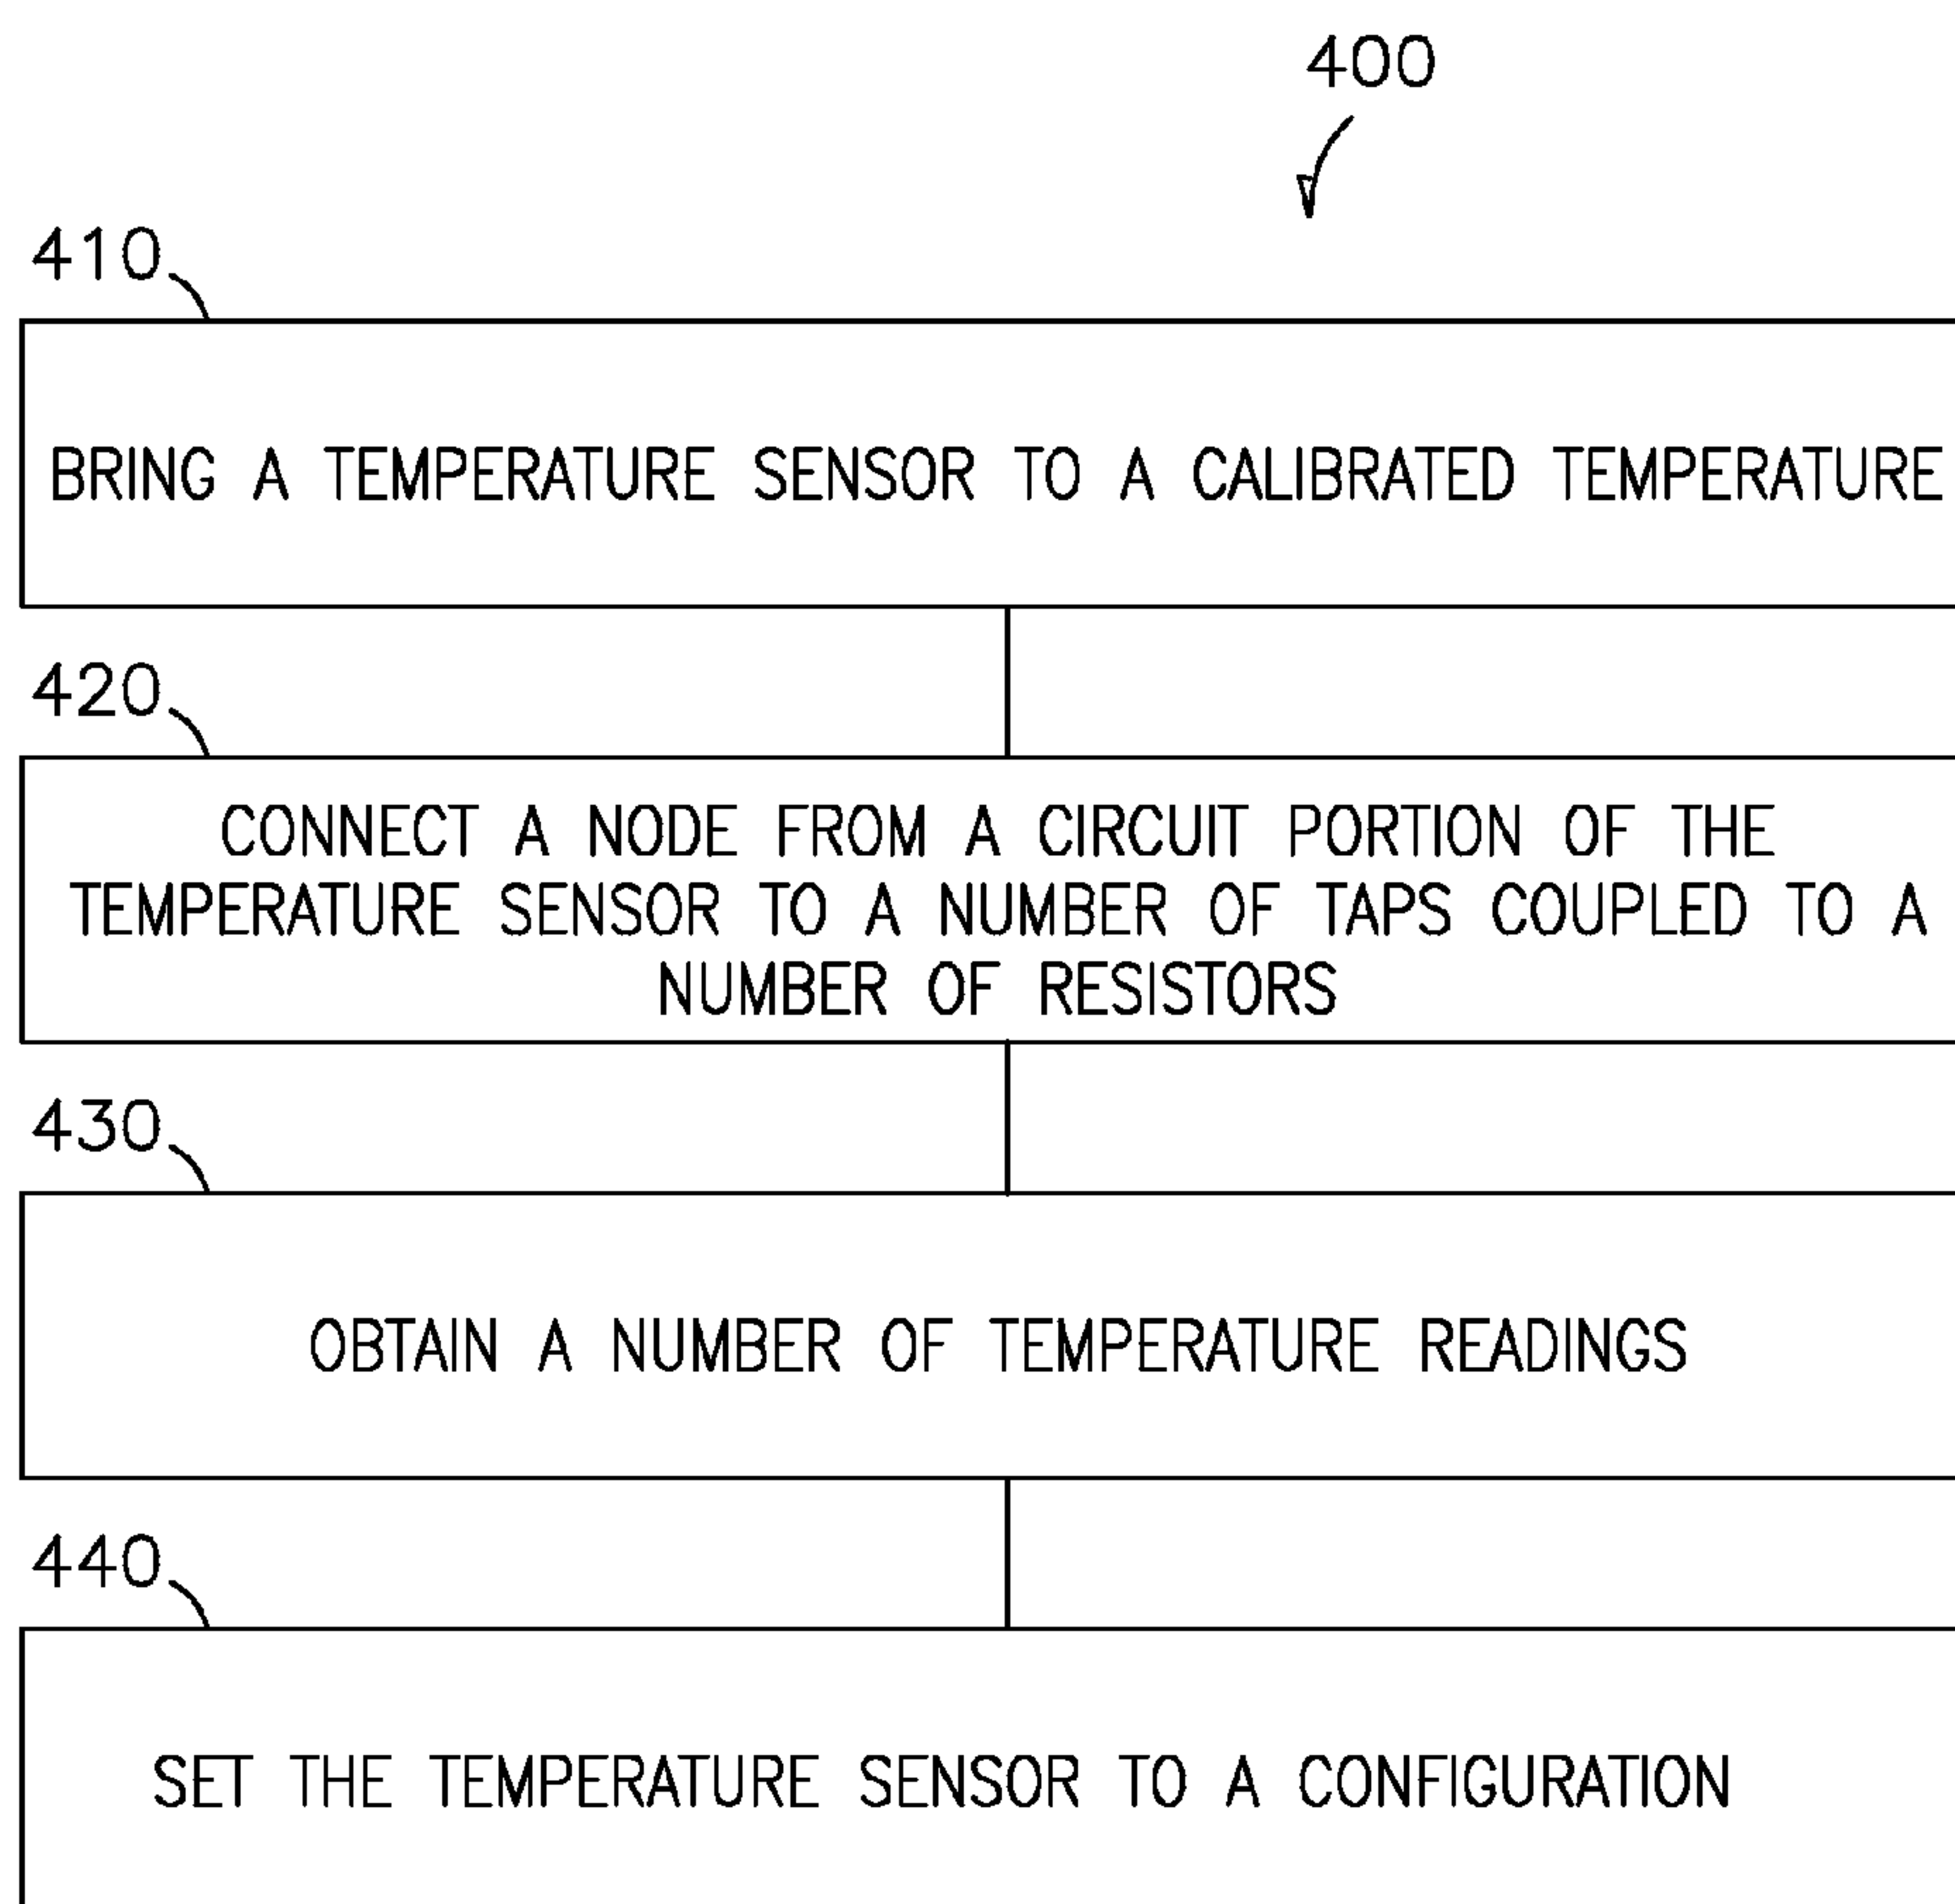 400
410
BRING A TEMPERATURE SENSOR TO A CALIBRATED TEMPERATURE
420
CONNECT A NODE FROM A CIRCUIT PORTION OF THE
TEMPERATURE SENSOR TO A NUMBER OF TAPS COUPLED TO A
NUMBER OF RESISTORS
430
OBTAIN A NUMBER OF TEMPERATURE READINGS
440
SET THE TEMPERATURE SENSOR TO A CONFIGURATION